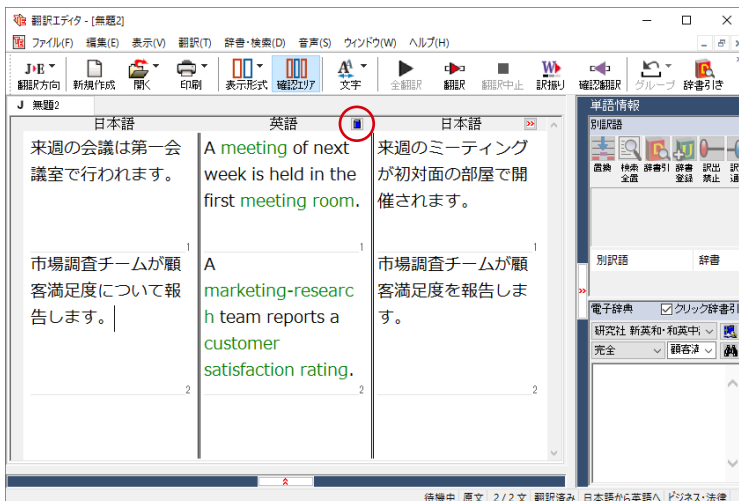 翻訳エディタ - [無題2]
ファイル(F) 編集(E) 表示(V) 翻訳(T) 辞書・検索(D) 音声(S) ウィンドウ(W) ヘルプ(H)
翻訳方向 新規作成 開く 印刷 表示形式 確認エリア 文字 全翻訳 翻訳 翻訳中止 訳振り 確認翻訳 グループ 辞書引き
J 無題2
単語情報
日本語 英語 日本語
別訳語
来週の会議は第一会
議室で行われます。
1
A meeting of next
week is held in the
first meeting room.
1
来週のミーティング
が初対面の部屋で開
催されます。
1
市場調査チームが顧
客満足度について報
告します。
2
A
marketing-researc
h team reports a
customer
satisfaction rating.
2
市場調査チームが顧
客満足度を報告しま
す。
2
置換 検索 辞書引 辞書 訳出 訳
全置 登録 禁止
別訳語 辞書
電子辞典 クリック辞書引
研究社 新英和・和英中
完全 顧客満
待機中 原文 2/2文 翻訳済み 日本語から英語へ ビジネス・法律